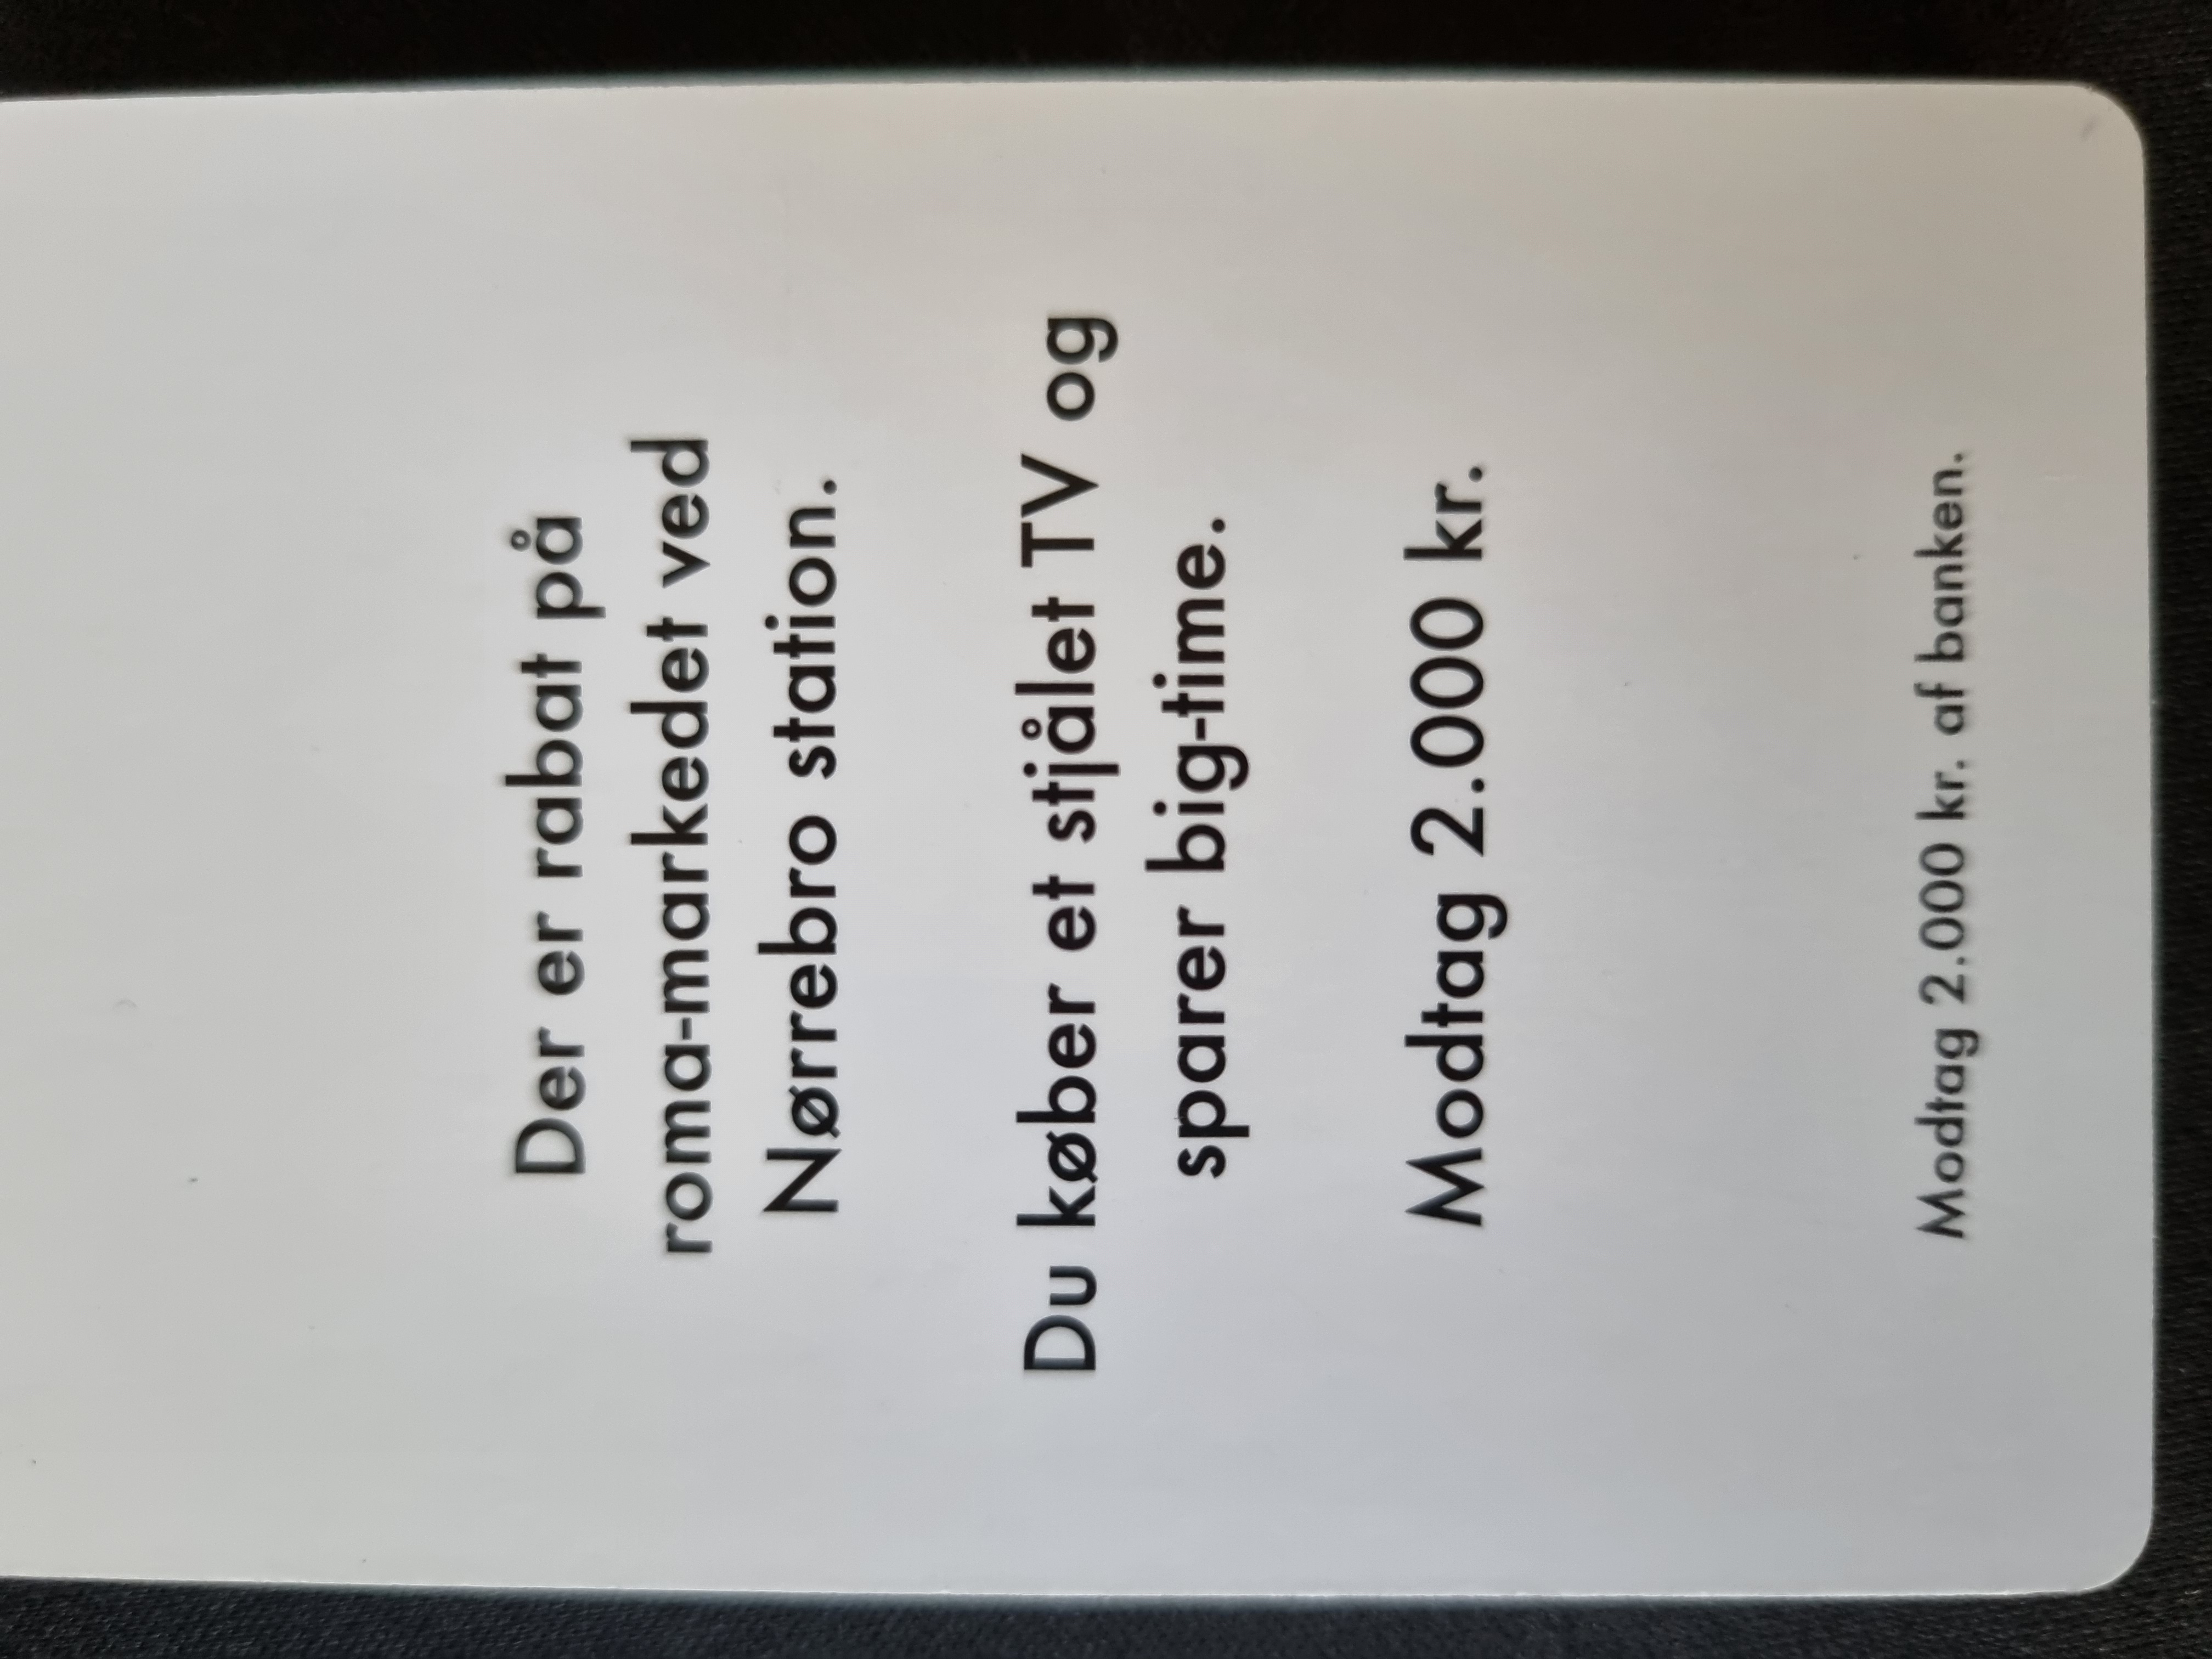 Der er rabat på
roma-markedet ved
Nørrebro station.
Du køber et stjålet TV og
sparer big-time.
Modtag 2.000 kr.
Modtag 2.000 kr. af banken.